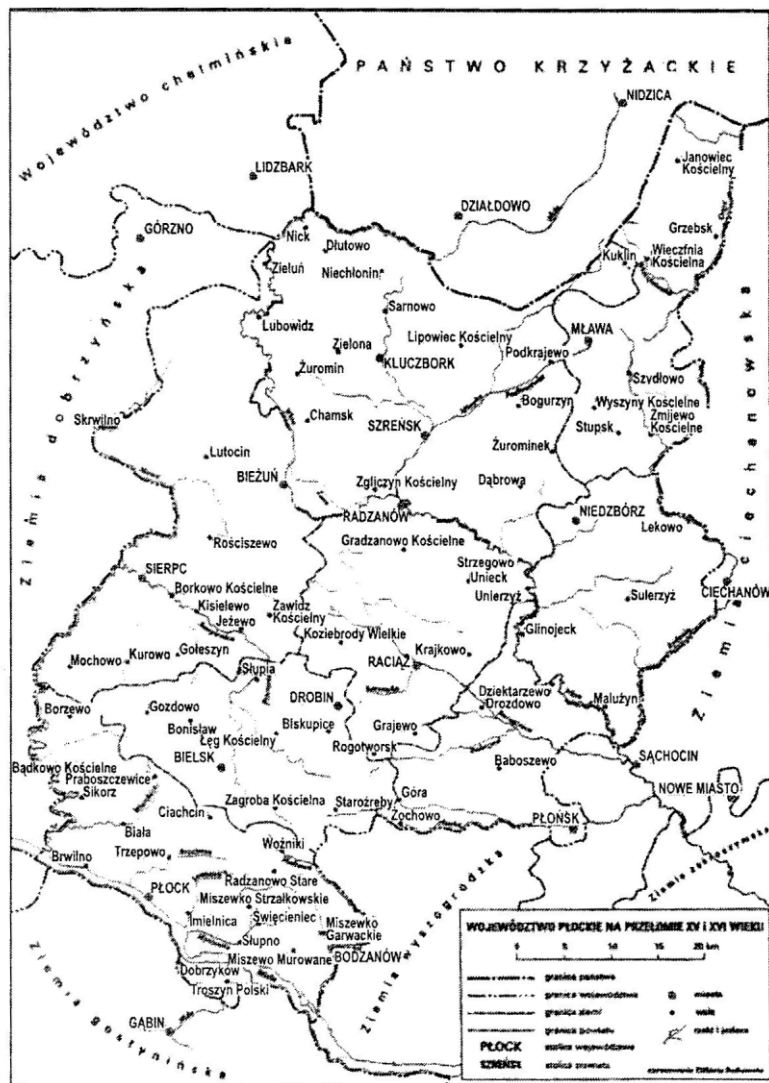 PAŃSTWO KRZYŻACKIE
Województwo chełmińskie
NIDZICA
Janowiec
Kościelny
LIDZBARK
DZIAŁDOWO
GÓRZNO
Nick
Dłutowo
Grzebsk
Kuklin
Wieczfnia
Kościelna
Zieluń
Niechłonin
Sarnowo
Lubowidz
Zielona
Lipowiec Kościelny
MŁAWA
KLUCZBORK
Podkrajewo
Żuromin
Szydłowo
Ziemia dobrzyńska
Skrwilno
Chamsk
Bogurzyn
Wyszyny Kościelne
SZREŃSK
Stupsk
Żmijewo
Kościelne
Lutocin
Żurominek
BIEŻUŃ
Zgliczyn Kościelny
Dąbrowa
RADZANÓW
NIEDZBÓRZ
Lekowo
Rościszewo
Gradzanowo Kościelne
Strzegowo
Unieck
Unierzyż
SIERPC
Borkowo Kościelne
Kisielewo
Jeżewo
Zawidz
Kościelny
Sulerzyż
CIECHANÓW
Ziemia ciechanowska
Koziebrody Wielkie
Glinojeck
Mochowo
Kurowo
Gołeszyn
Krajkowo
RACIĄŻ
Słupia
Borzewo
Gozdowo
DROBIN
Dziektarzewo
Drozdowo
Malużyn
Bonisław
Łęg Kościelny
Biskupice
Grajewo
Rogotworsk
BIELSK
Baboszewo
SĄCHOCIN
Bądkowo Kościelne
Praboszczewice
Sikorz
NOWE MIASTO
Ciachcin
Zagroba Kościelna
Staroźreby
Góra
Żochowo
PŁOŃSK
Biała
Trzepowo
Woźniki
Brwilno
Radzanowo Stare
PŁOCK
Miszewko Strzałkowskie
Imielnica
Święcieniec
Miszewko
Garwackie
Słupno
BODZANÓW
Miszewo Murowane
Dobrzyków
Troszyn Polski
GĄBIN
Ziemia gostynińska
Ziemia wyszogrodzka
Ziemia zakroczymska
WOJEWÓDZTWO PŁOCKIE NA PRZEŁOMIE XV i XVI WIEKU
0 5 10 15 20 km
granica państwa
granica województwa
miasta
granica ziemi
wsie
granica powiatu
rzeki i jeziora
PŁOCK stolica województwa
SZREŃSK stolica powiatu